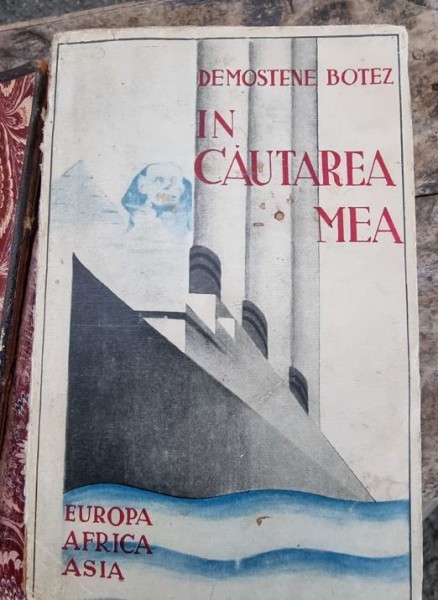 DEMOSTENE BOTEZ
IN
CĂUTAREA
MEA
EUROPA
AFRICA
ASIA